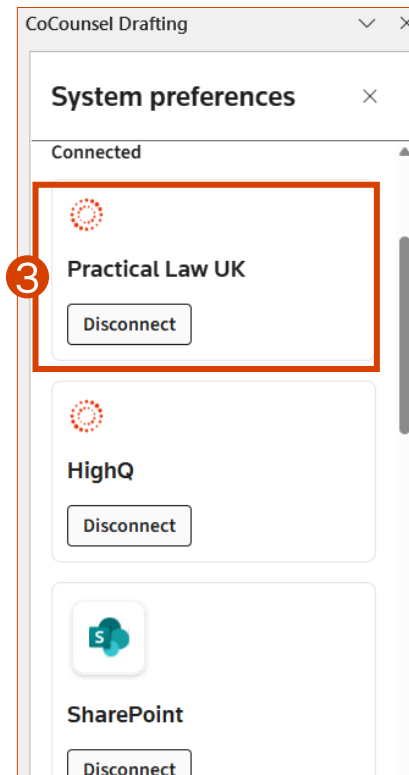 CoCounsel Drafting
System preferences
Connected
3
Practical Law UK
Disconnect
HighQ
Disconnect
S
SharePoint
Disconnect